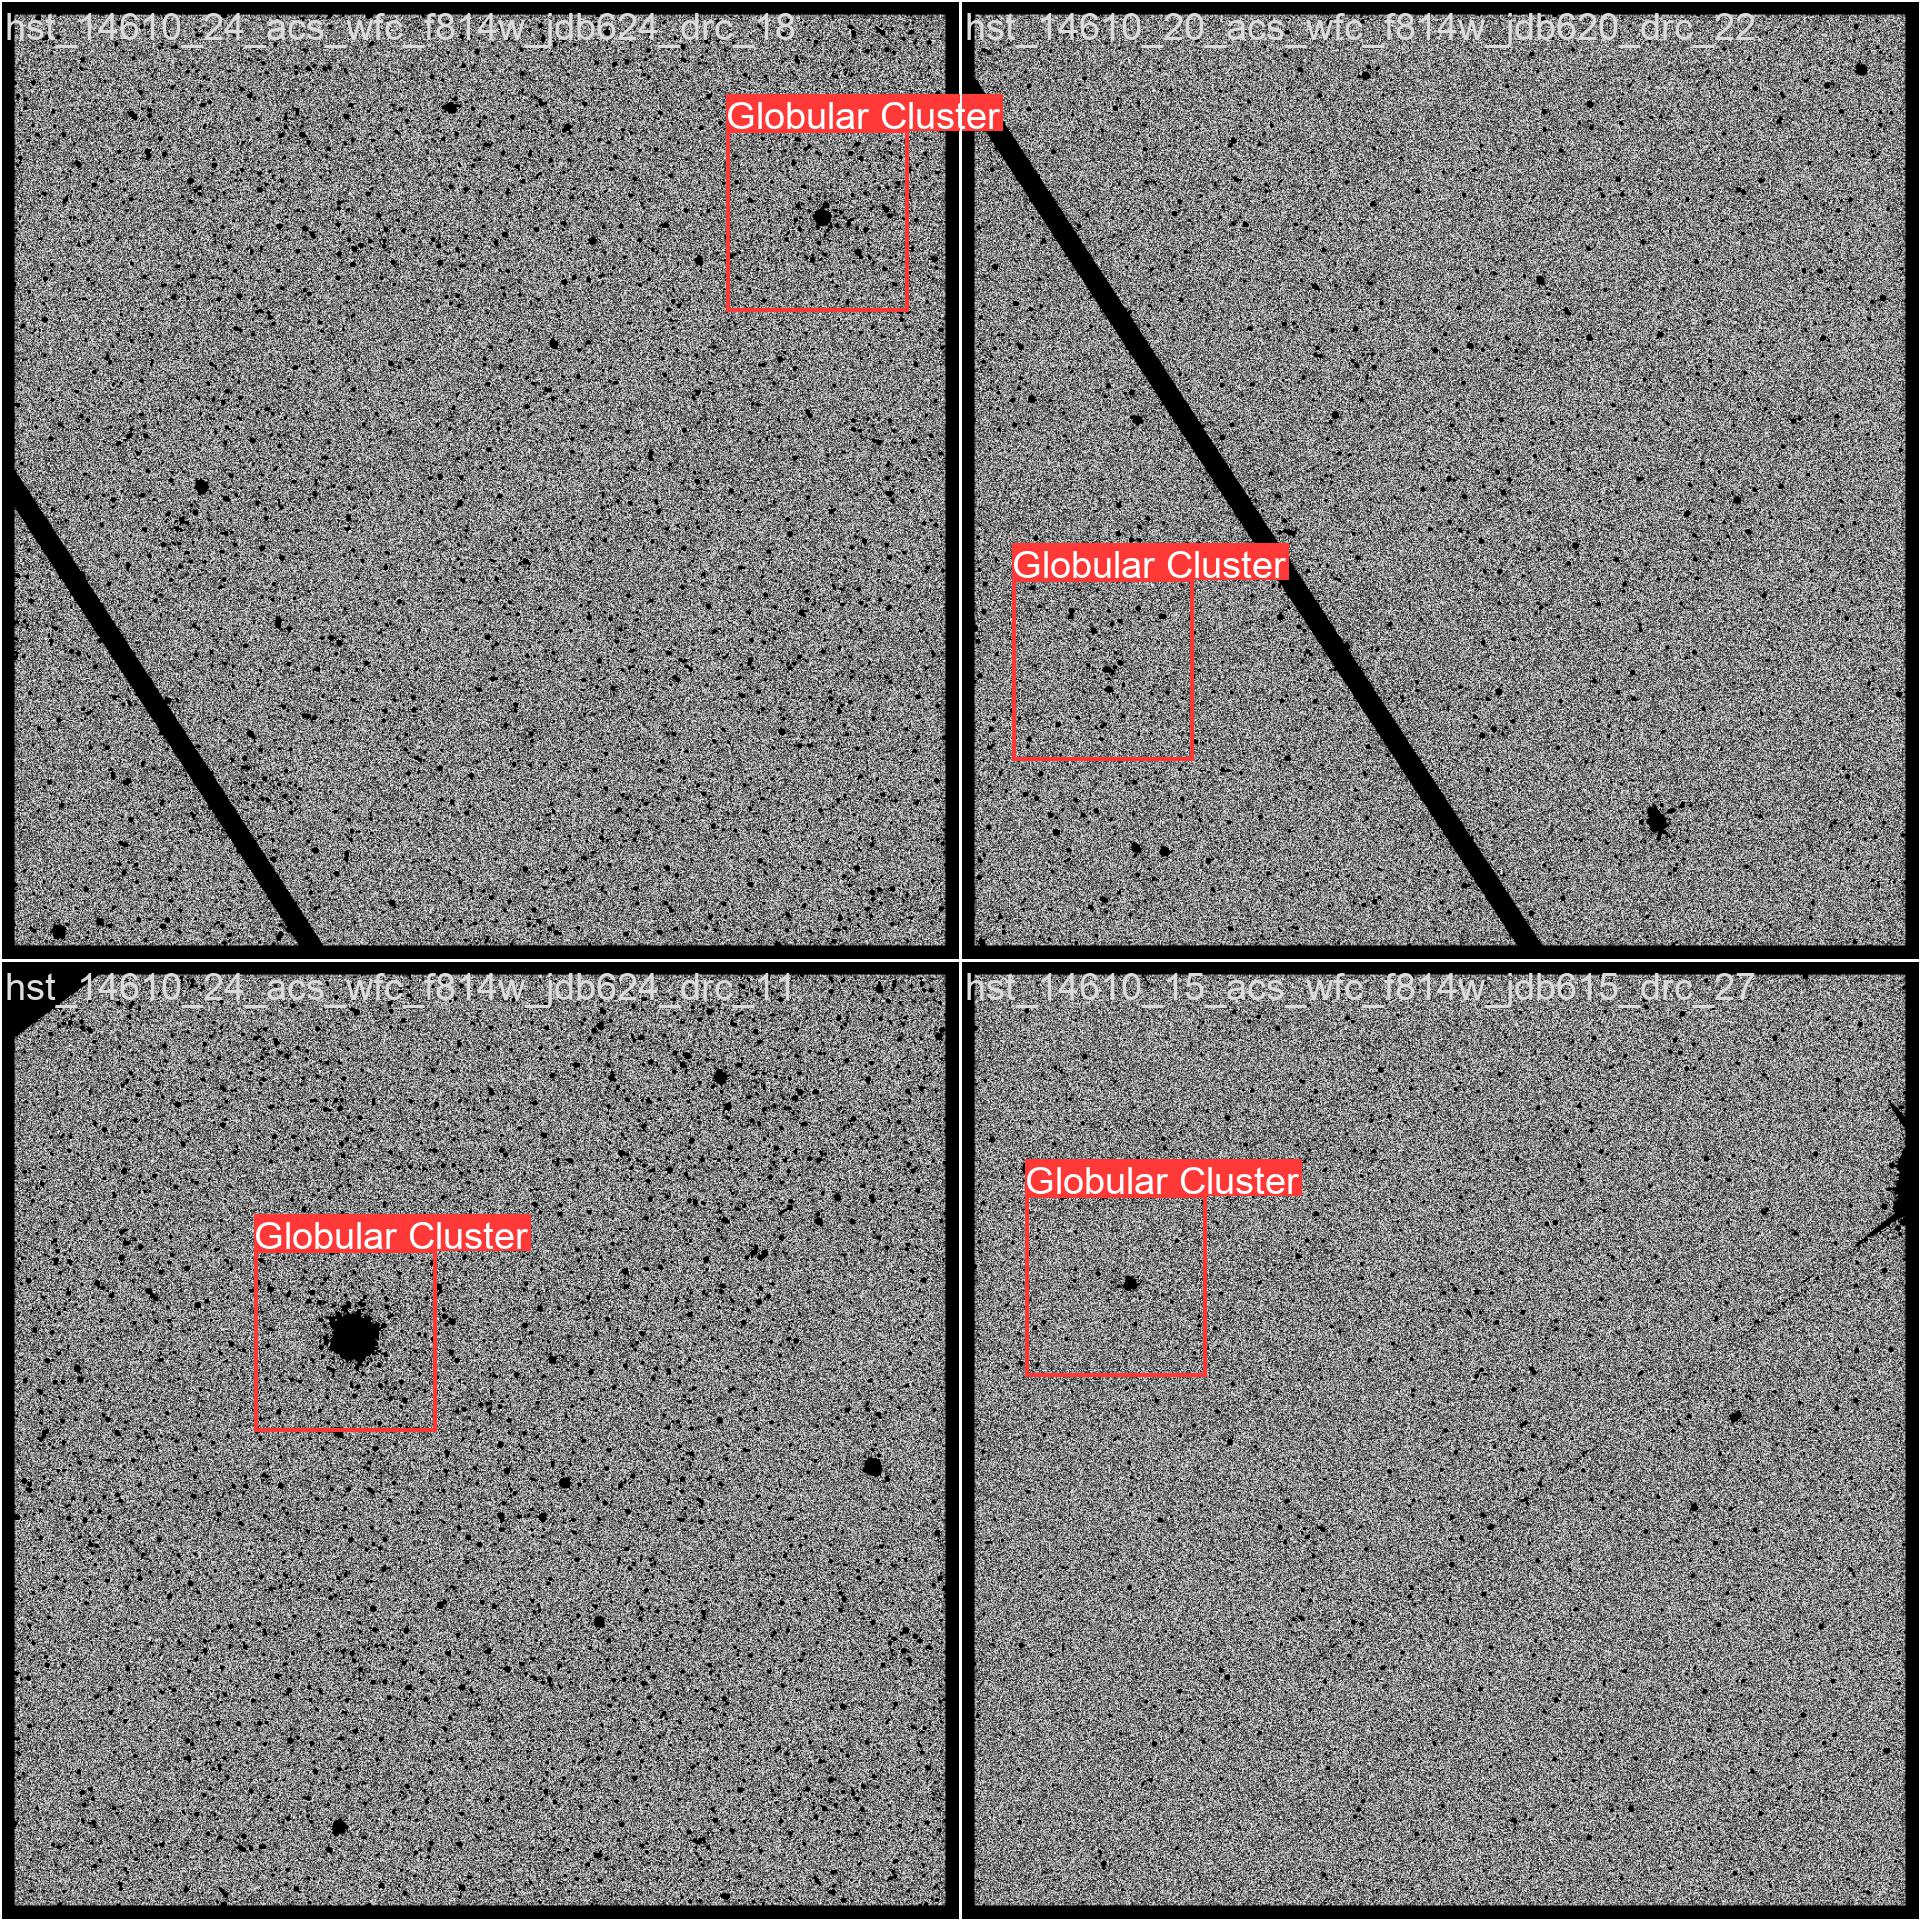 hst_14610_24_acs_wfc_f814w_jdb624_drc_18
Globular Cluster
hst_14610_20_acs_wfc_f814w_jdb620_drc_22
Globular Cluster
hst_14610_24_acs_wfc_f814w_jdb624_drc_11
Globular Cluster
hst_14610_15_acs_wfc_f814w_jdb615_drc_27
Globular Cluster